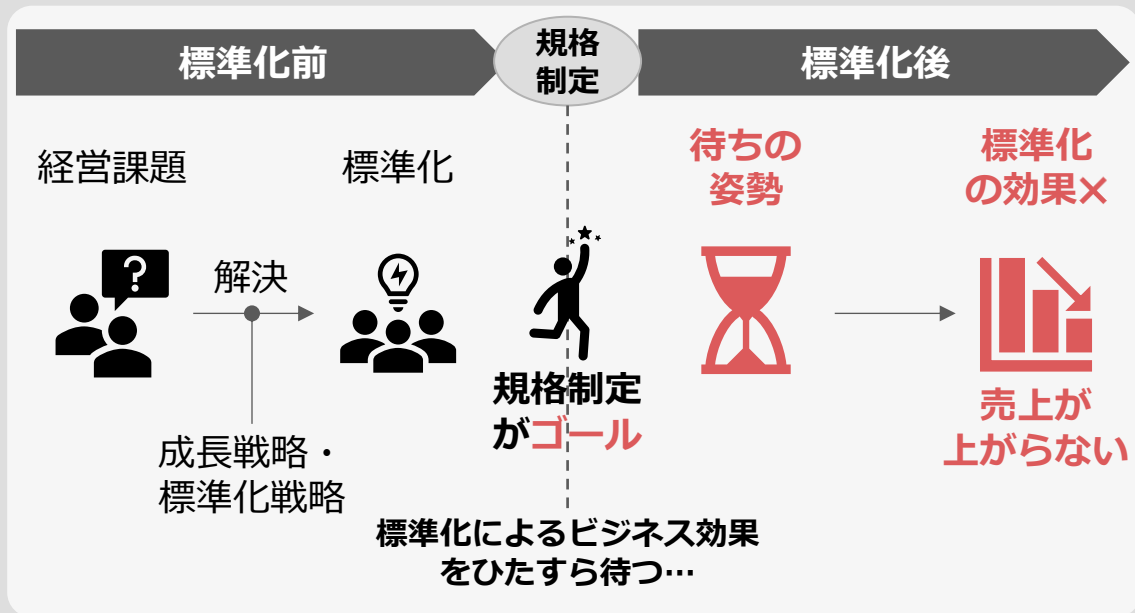 標準化前
規格
制定
標準化後
経営課題
標準化
待ちの
姿勢
標準化
の効果×
?
解決
規格制定
がゴール
売上が
上がらない
成長戦略・
標準化戦略
標準化によるビジネス効果
をひたすら待つ…